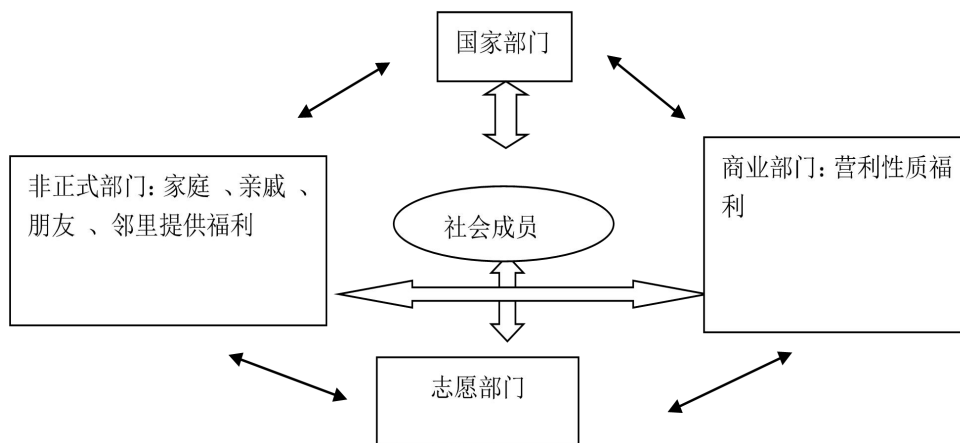 国家部门
非正式部门：家庭 、亲戚 、
朋友 、邻里提供福利
商业部门：营利性质福
利
社会成员
志愿部门